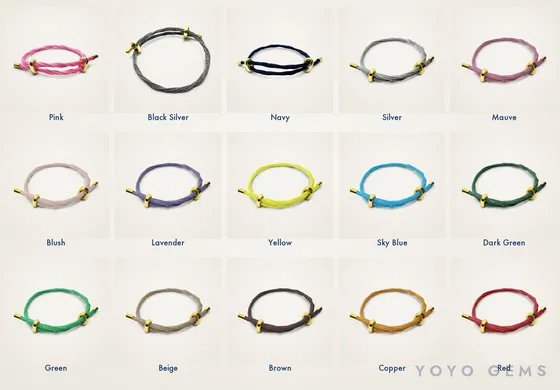 Pink
Black Silver
Navy
Silver
Mauve
Blush
Lavender
Yellow
Sky Blue
Dark Green
Green
Beige
Brown
Copper
Red
YOYO GEMS